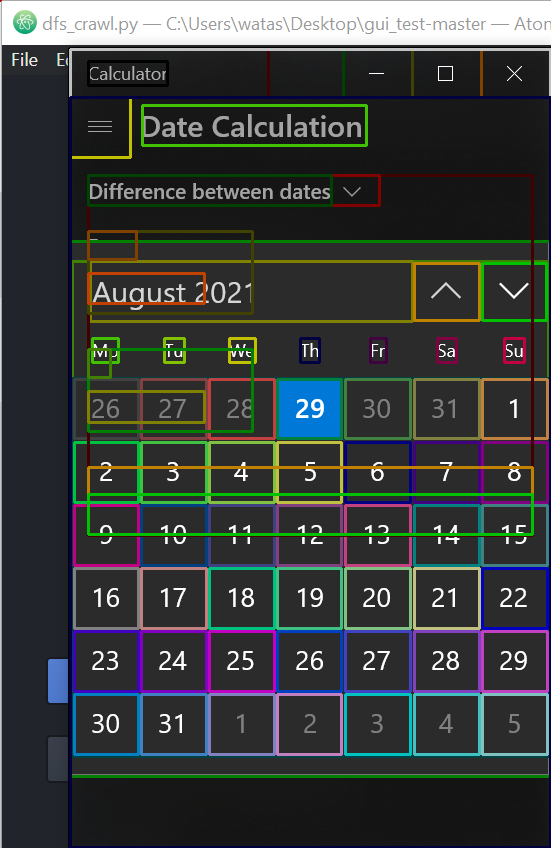 dfs_crawl.py — C:\Users\watas\Desktop\gui_test-master — Atom
File
Calculator
Date Calculation
Difference between dates
August 2021
Mo Tu We Th Fr Sa Su
26 27 28 29 30 31 1
2 3 4 5 6 7 8
9 10 11 12 13 14 15
16 17 18 19 20 21 22
23 24 25 26 27 28 29
30 31 1 2 3 4 5